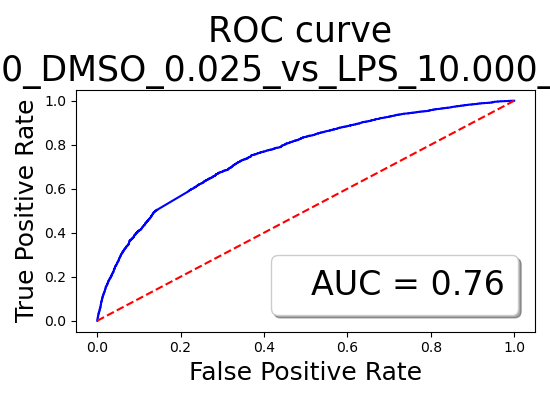 ROC curve
0_DMSO_0.025_vs_LPS_10.000_
1.0
0.8
0.6
0.4
0.2
0.0
True Positive Rate
AUC = 0.76
0.0 0.2 0.4 0.6 0.8 1.0
False Positive Rate